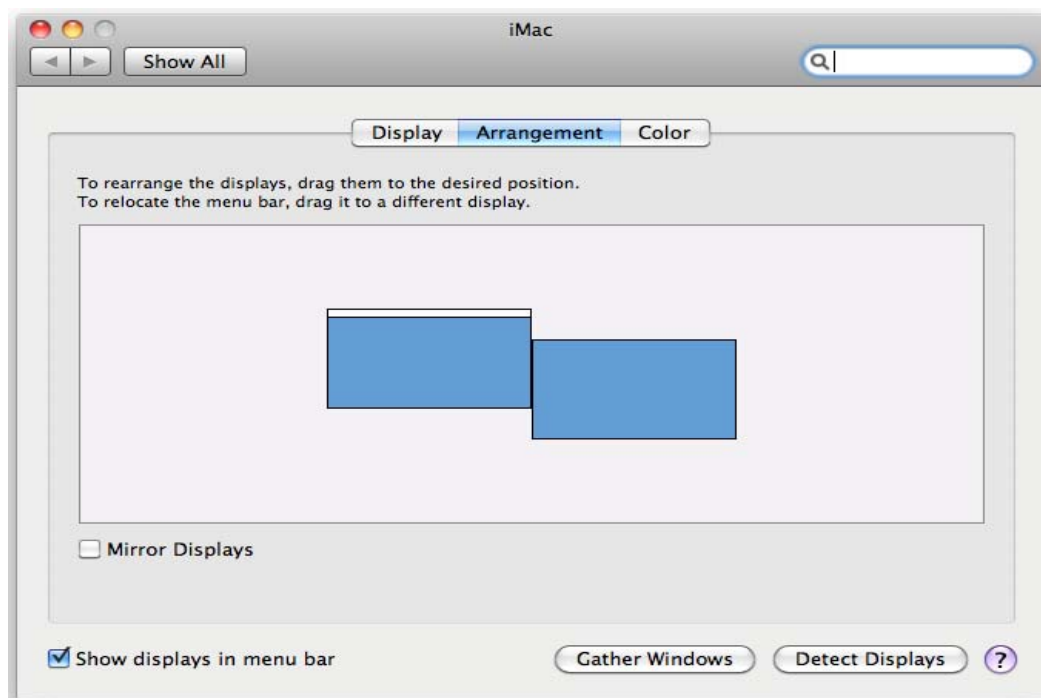 iMac
Show All
Display Arrangement Color
To rearrange the displays, drag them to the desired position.
To relocate the menu bar, drag it to a different display.
Mirror Displays
Show displays in menu bar Gather Windows Detect Displays ?